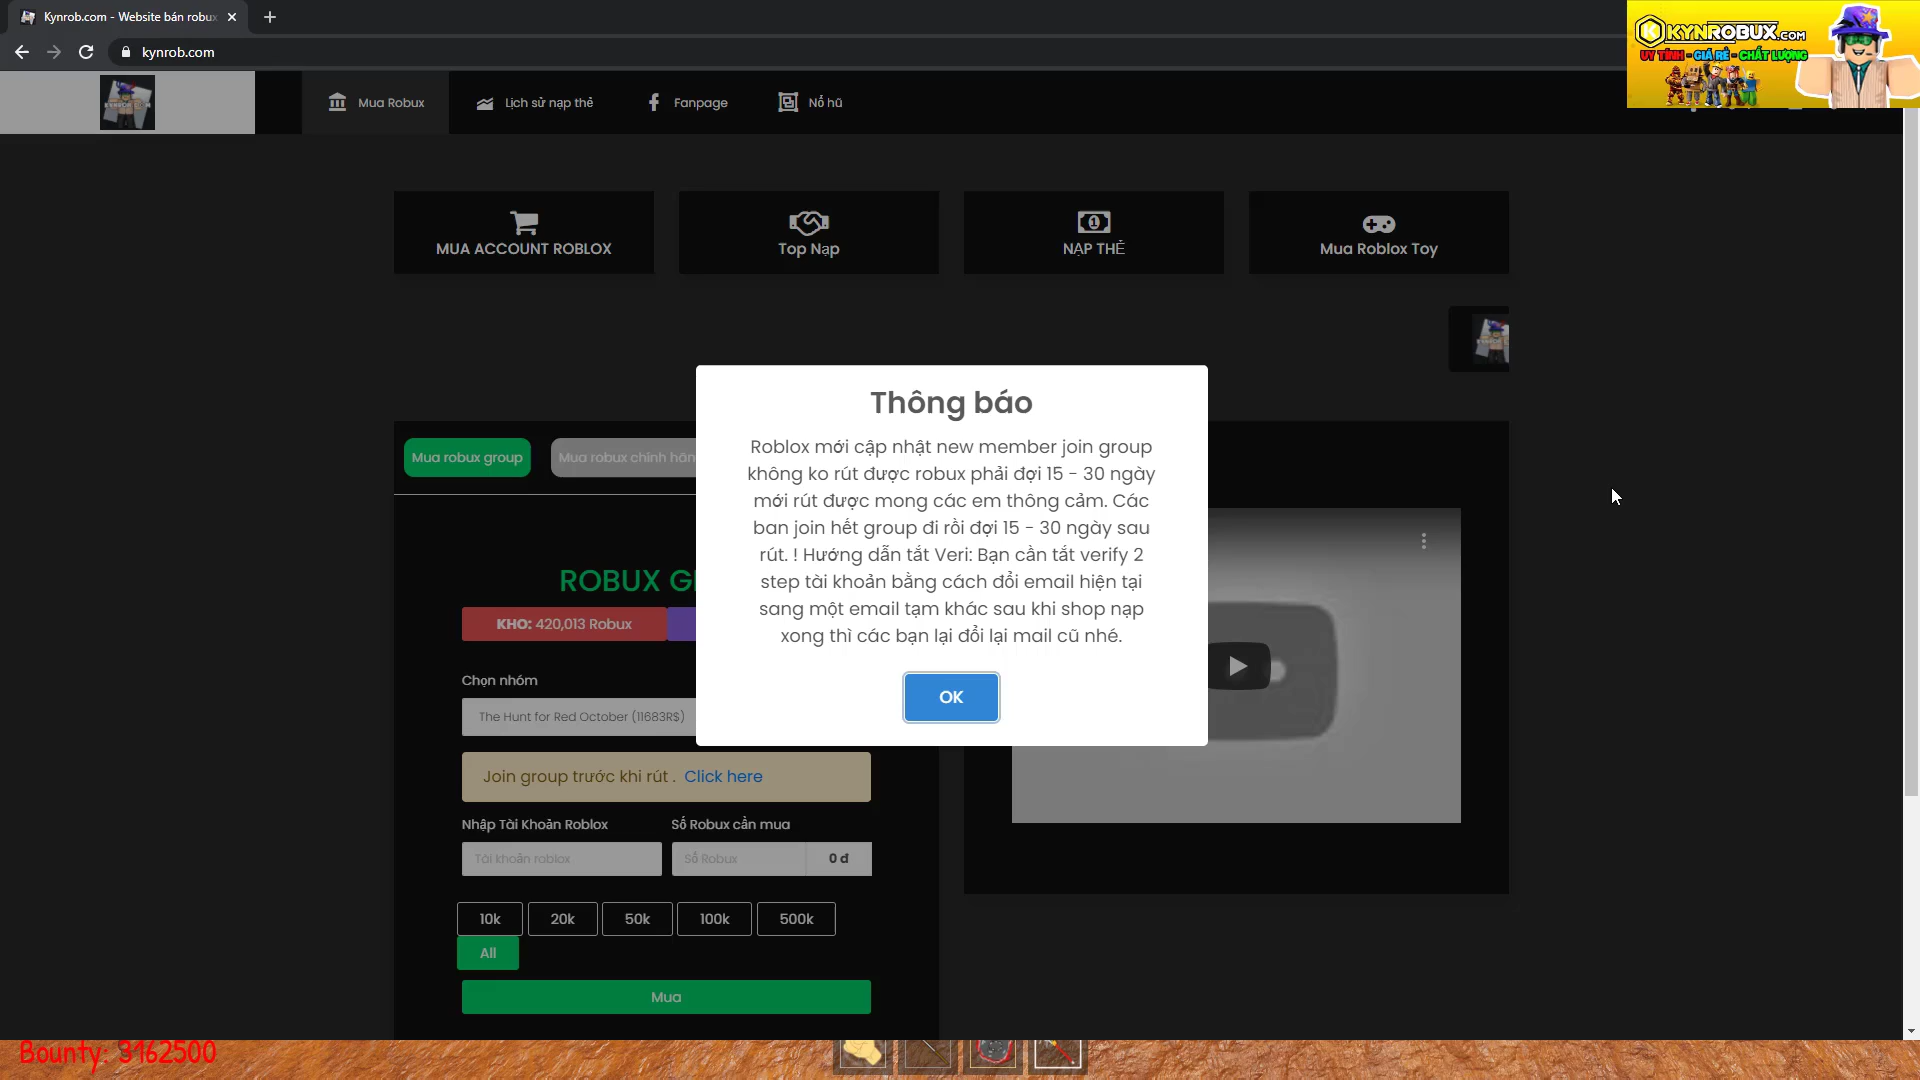 Kynrob.com - Website bán robux
kynrob.com
KYNROBUX.COM
UY TÍNH - GIÁ RẺ - CHẤT LƯỢNG
Mua Robux
Lịch sử nạp thẻ
Fanpage
Nổ hũ
MUA ACCOUNT ROBLOX
Top Nạp
NẠP THẺ
Mua Roblox Toy
Thông báo
Roblox mới cập nhật new member join group
không ko rút được robux phải đợi 15 - 30 ngày
mới rút được mong các em thông cảm. Các
bạn join hết group đi rồi đợi 15 - 30 ngày sau
rút. ! Hướng dẫn tắt Veri: Bạn cần tắt verify 2
step tài khoản bằng cách đổi email hiện tại
sang một email tạm khác sau khi shop nạp
xong thì các bạn lại đổi lại mail cũ nhé.
OK
Mua robux group
Mua robux chính hãn
ROBUX G
KHO: 420,013 Robux
Chọn nhóm
The Hunt for Red October (11683R$)
Join group trước khi rút . Click here
Nhập Tài Khoản Roblox
Số Robux cần mua
Tài khoản roblox
Số Robux
0 đ
10k
20k
50k
100k
500k
All
Mua
Bounty: 3162500